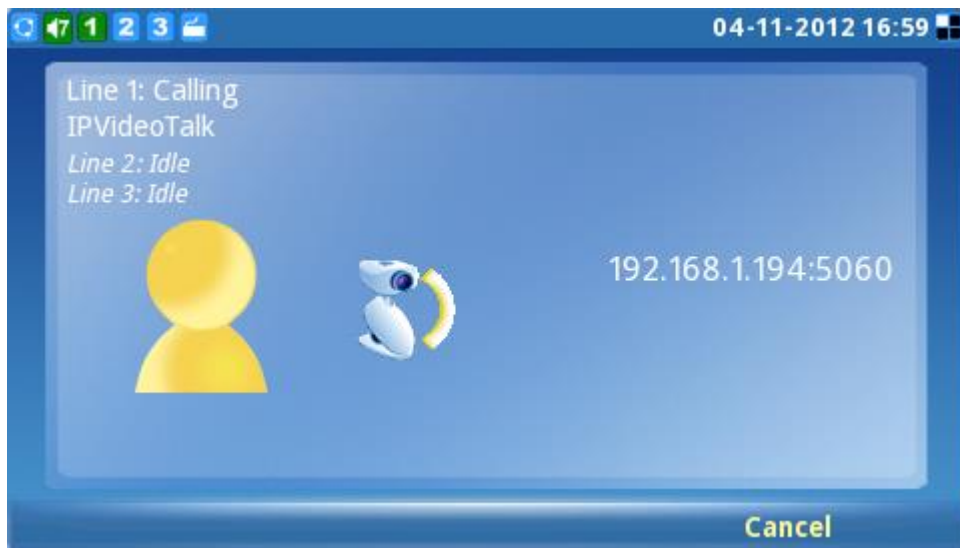 7 1 2 3 04-11-2012 16:59
Line 1: Calling
IPVideoTalk
Line 2: Idle
Line 3: Idle
192.168.1.194:5060
Cancel